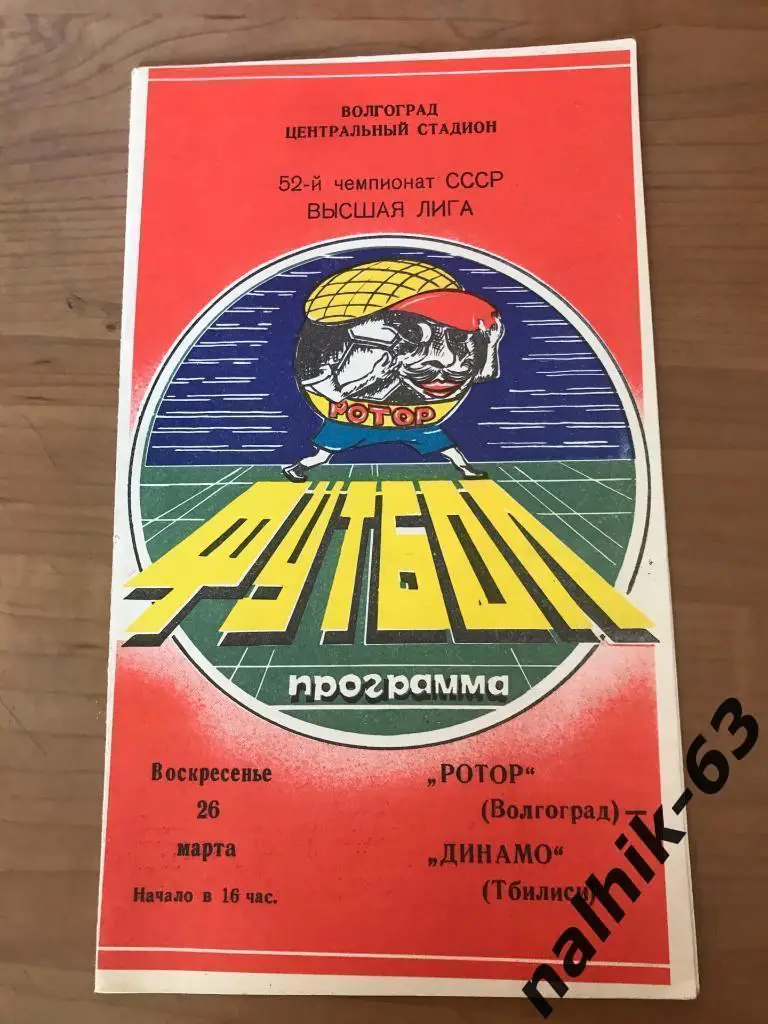 ВОЛГОГРАД
ЦЕНТРАЛЬНЫЙ СТАДИОН
52-й чемпионат СССР
ВЫСШАЯ ЛИГА
РОТОР
ФУТБОЛ
программа
Воскресенье
26
марта
Начало в 16 час.
„РОТОР“
(Волгоград) —
„ДИНАМО“
(Тбилиси)
nalhik-63